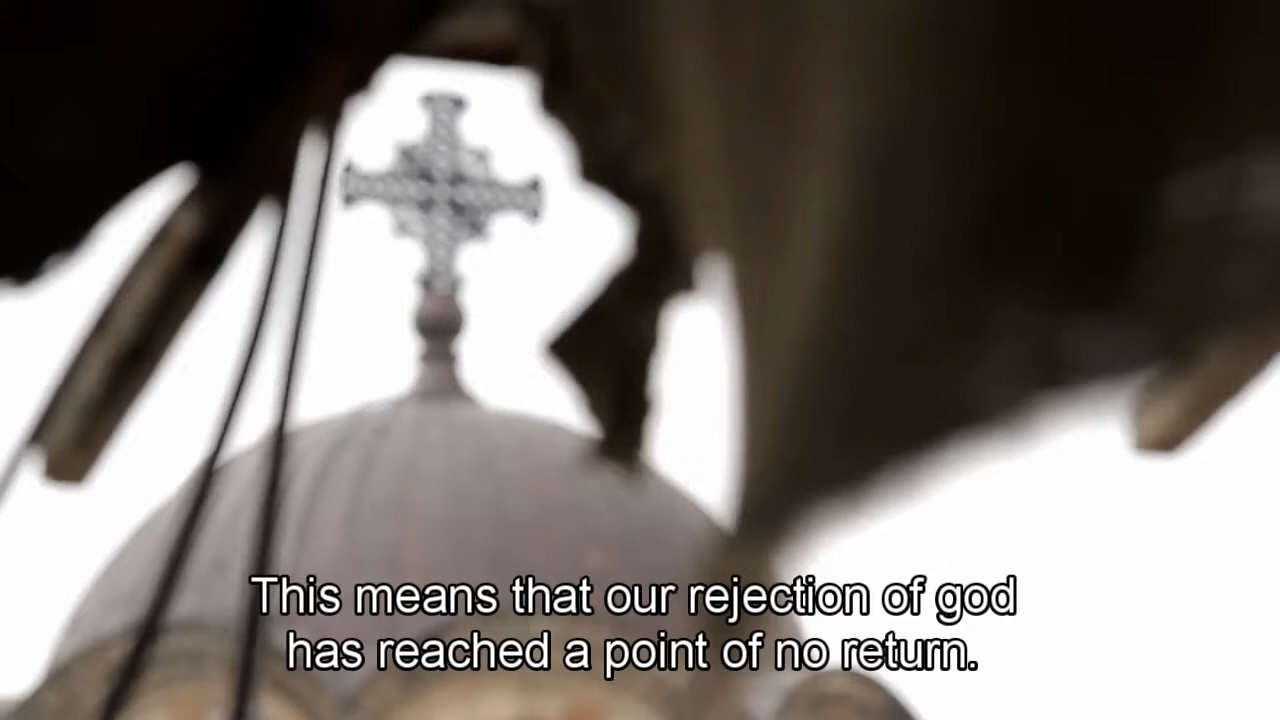 This means that our rejection of god
has reached a point of no return.